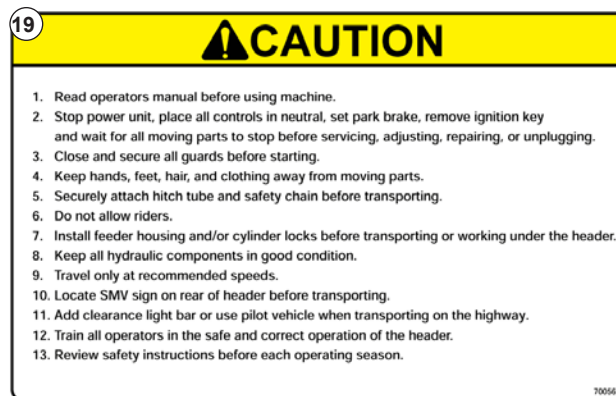 19
CAUTION
1. Read operators manual before using machine.
2. Stop power unit, place all controls in neutral, set park brake, remove ignition key
and wait for all moving parts to stop before servicing, adjusting, repairing, or unplugging.
3. Close and secure all guards before starting.
4. Keep hands, feet, hair, and clothing away from moving parts.
5. Securely attach hitch tube and safety chain before transporting.
6. Do not allow riders.
7. Install feeder housing and/or cylinder locks before transporting or working under the header.
8. Keep all hydraulic components in good condition.
9. Travel only at recommended speeds.
10. Locate SMV sign on rear of header before transporting.
11. Add clearance light bar or use pilot vehicle when transporting on the highway.
12. Train all operators in the safe and correct operation of the header.
13. Review safety instructions before each operating season.
70056